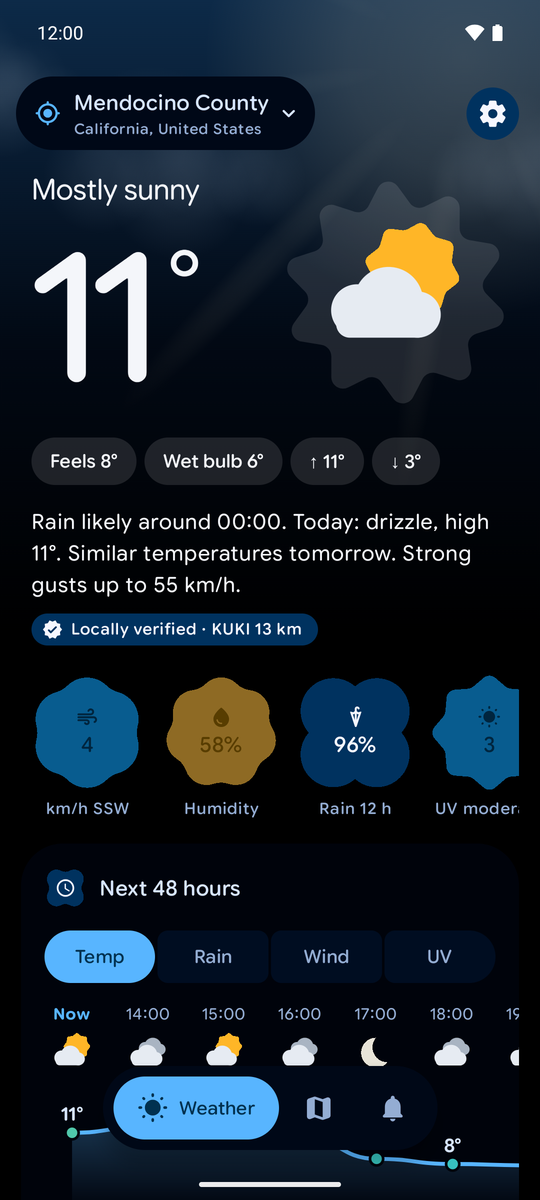 12:00
Mendocino County
California, United States
Mostly sunny
11°
Feels 8°
Wet bulb 6°
↑ 11°
↓ 3°
Rain likely around 00:00. Today: drizzle, high
11°. Similar temperatures tomorrow. Strong
gusts up to 55 km/h.
Locally verified · KUKI 13 km
4
58%
96%
3
km/h SSW
Humidity
Rain 12 h
UV moder
Next 48 hours
Temp
Rain
Wind
UV
Now
14:00
15:00
16:00
17:00
18:00
19
11°
Weather
8°